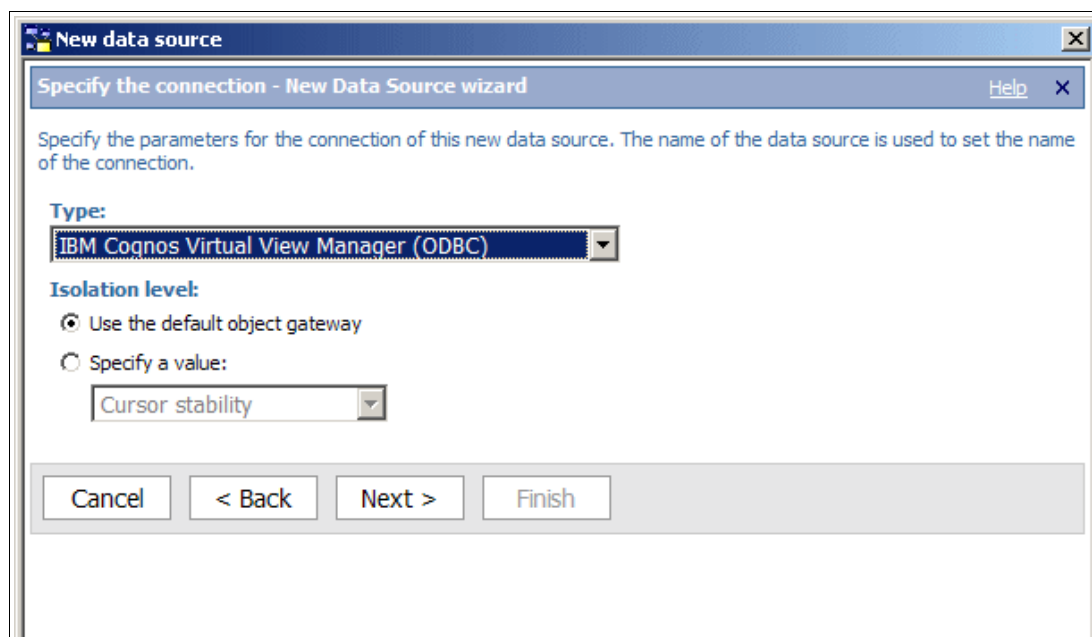 New data source
Specify the connection - New Data Source wizard Help
Specify the parameters for the connection of this new data source. The name of the data source is used to set the name
of the connection.
Type:
IBM Cognos Virtual View Manager (ODBC)
Isolation level:
Use the default object gateway
Specify a value:
Cursor stability
Cancel < Back Next > Finish